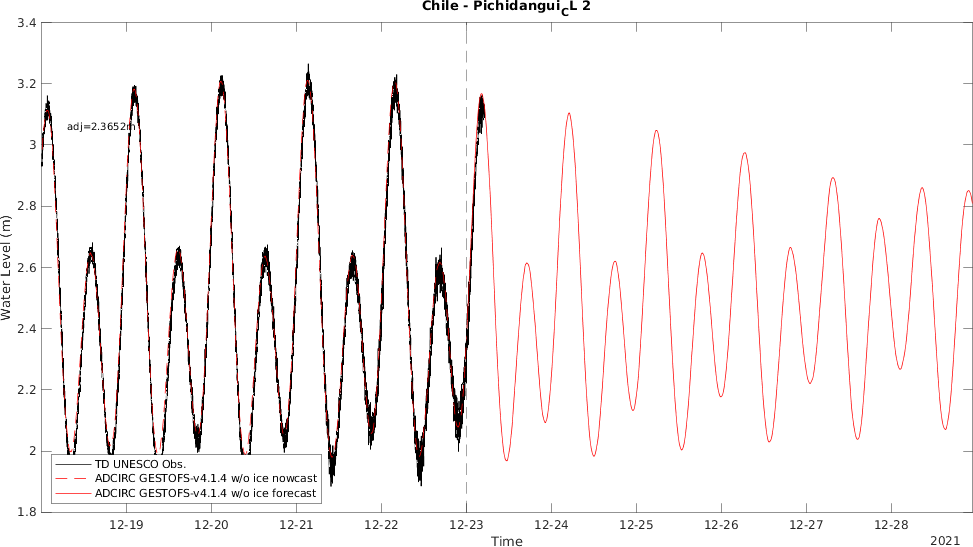 Chile - Pichidangui_CL 2
3.4
3.2
3
2.8
2.6
2.4
2.2
2
1.8
Water Level (m)
adj=2.3652m
TD UNESCO Obs.
ADCIRC GESTOFS-v4.1.4 w/o ice nowcast
ADCIRC GESTOFS-v4.1.4 w/o ice forecast
12-19 12-20 12-21 12-22 12-23 12-24 12-25 12-26 12-27 12-28
Time
2021